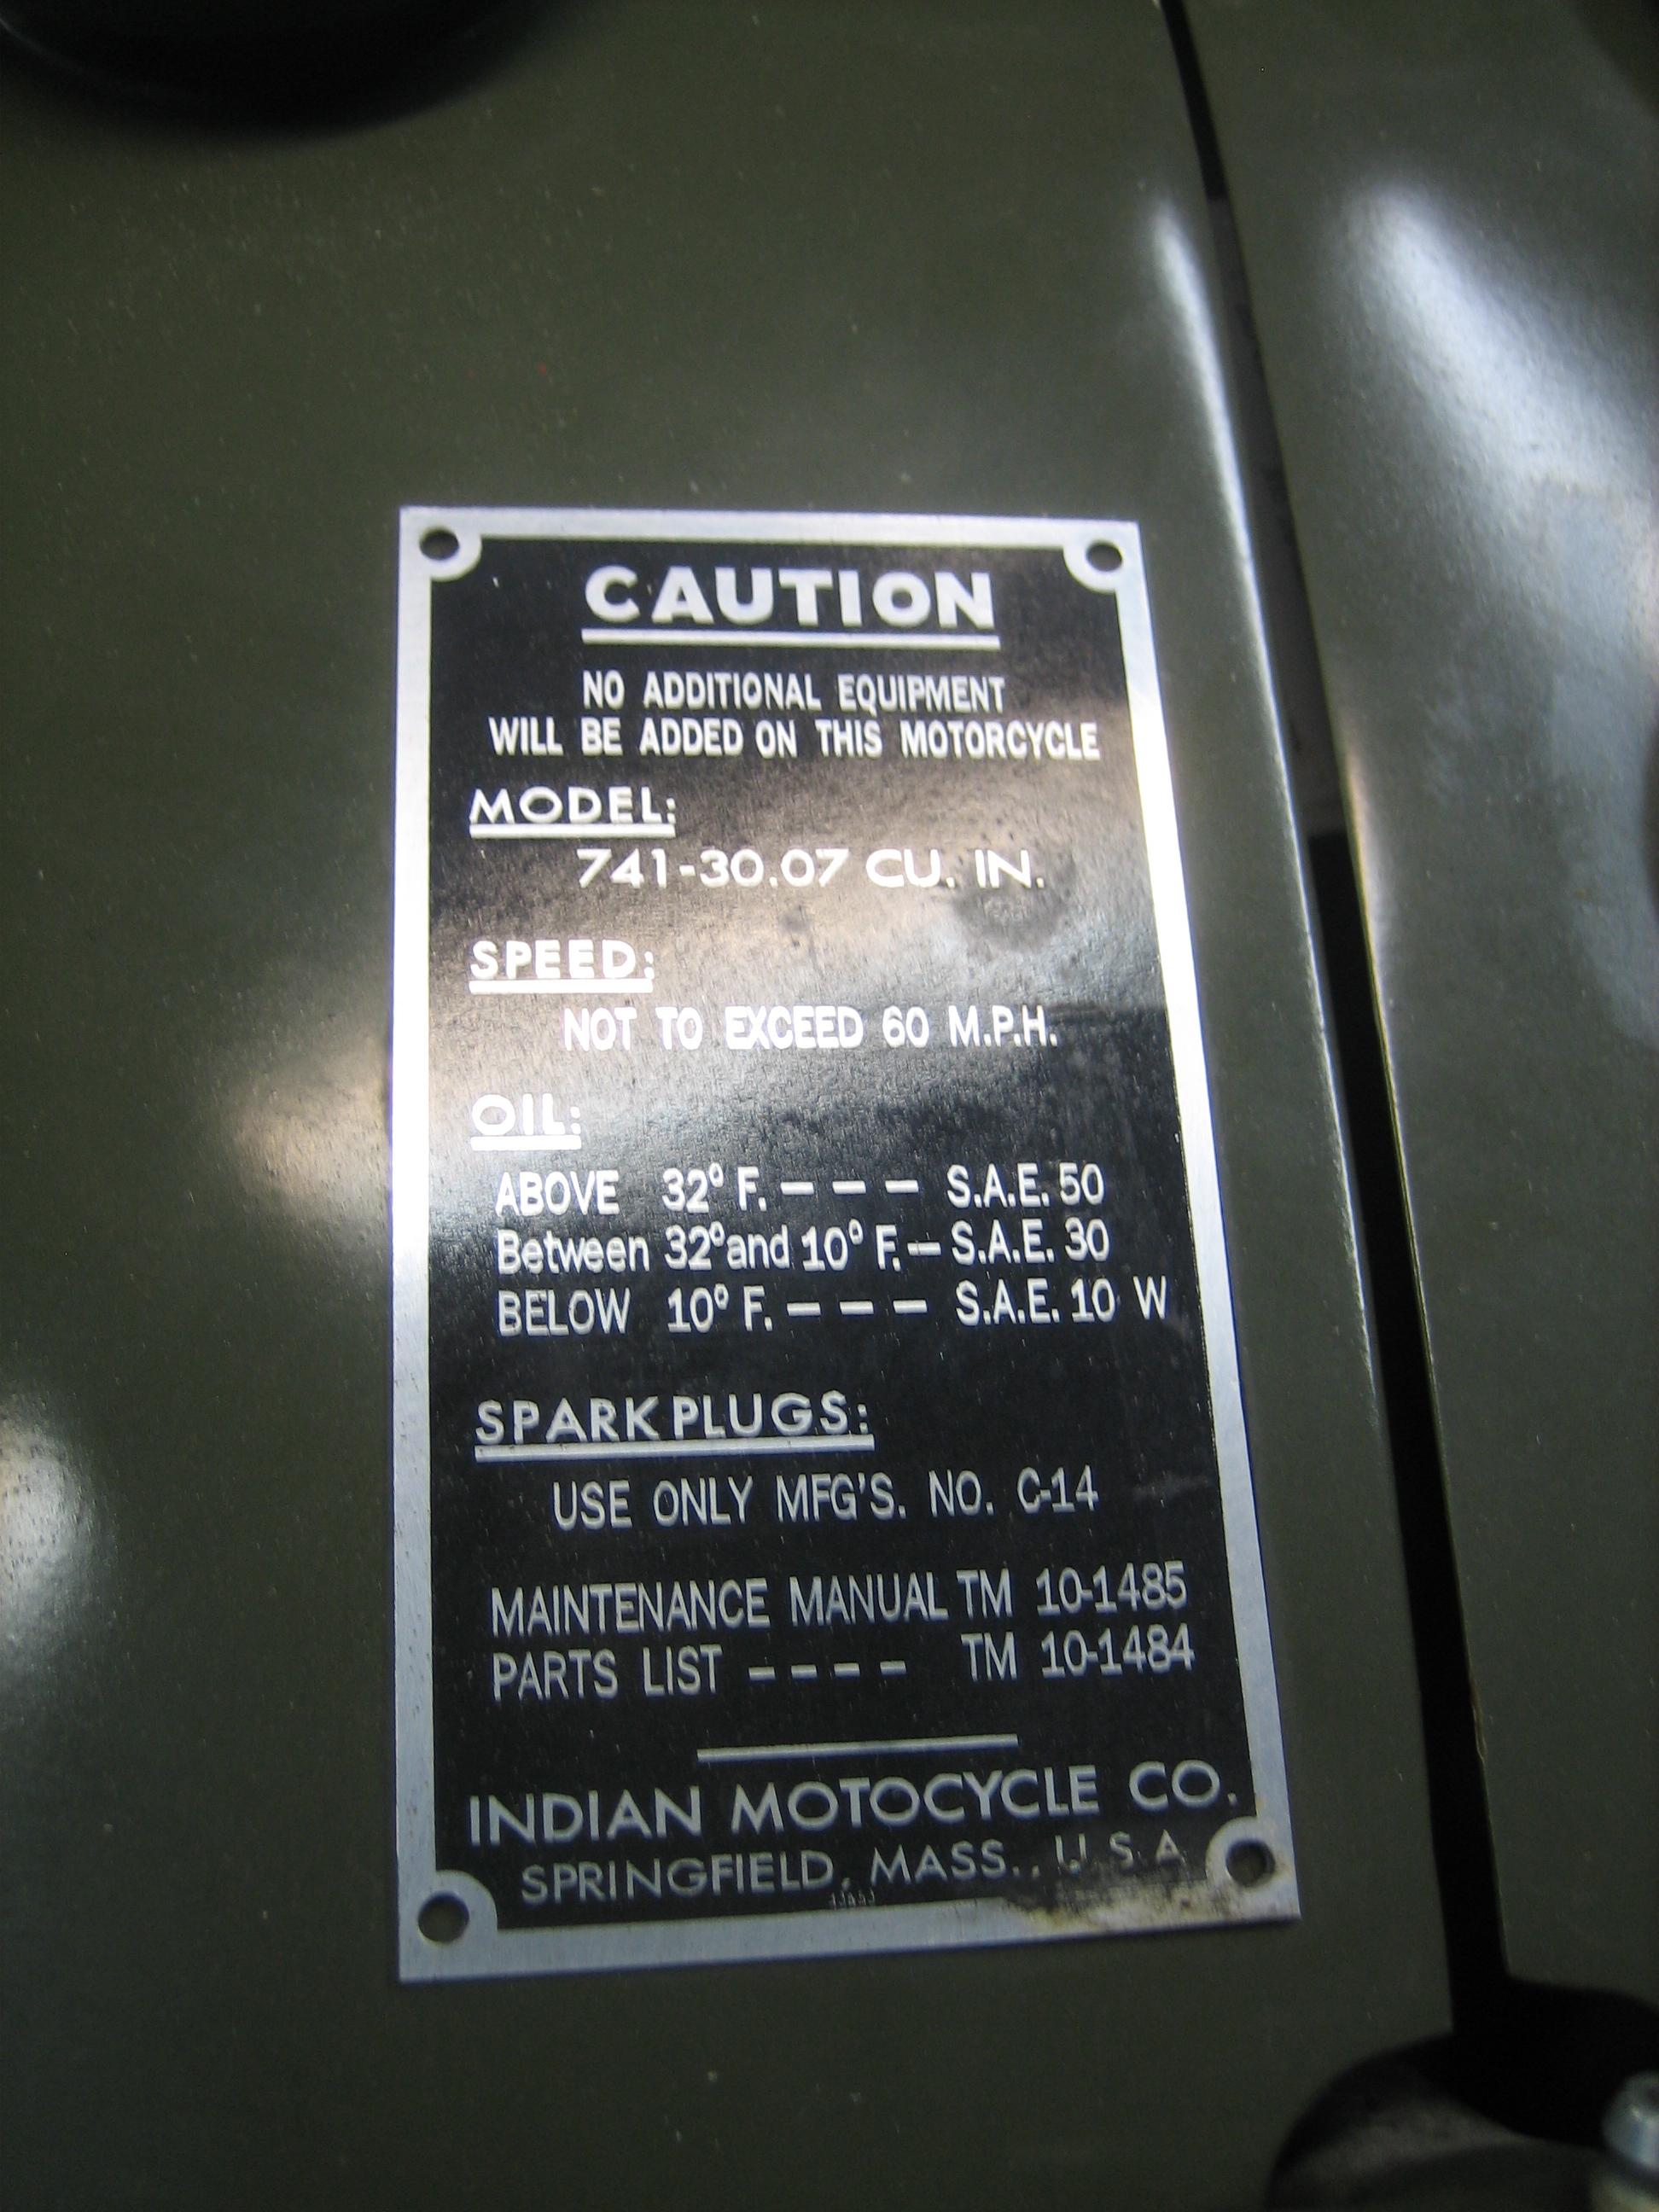 CAUTION
NO ADDITIONAL EQUIPMENT
WILL BE ADDED ON THIS MOTORCYCLE
MODEL:
741-30.07 CU. IN.
SPEED:
NOT TO EXCEED 60 M.P.H.
OIL:
ABOVE 32° F. — — — S.A.E. 50
Between 32° and 10° F. — S.A.E. 30
BELOW 10° F. — — — S.A.E. 10 W
SPARK PLUGS:
USE ONLY MFG'S. NO. C-14
MAINTENANCE MANUAL TM 10-1485
PARTS LIST — — — — TM 10-1484
INDIAN MOTOCYCLE CO.
SPRINGFIELD, MASS., U.S.A